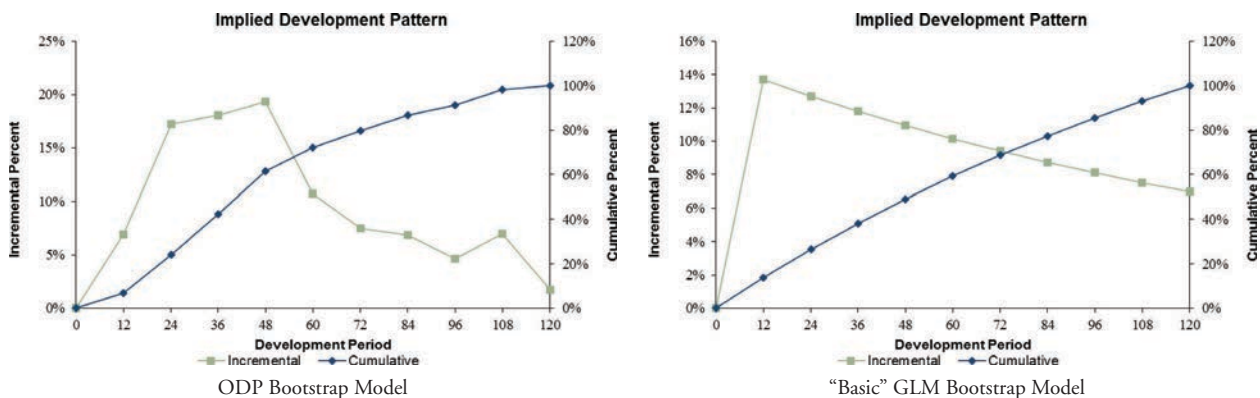 Implied Development Pattern
25%
20%
15%
10%
5%
0%
Incremental Percent
120%
100%
80%
60%
40%
20%
0%
Cumulative Percent
0 12 24 36 48 60 72 84 96 108 120
Development Period
Incremental Cumulative
ODP Bootstrap Model
Implied Development Pattern
16%
14%
12%
10%
8%
6%
4%
2%
0%
Incremental Percent
120%
100%
80%
60%
40%
20%
0%
Cumulative Percent
0 12 24 36 48 60 72 84 96 108 120
Development Period
Incremental Cumulative
“Basic” GLM Bootstrap Model